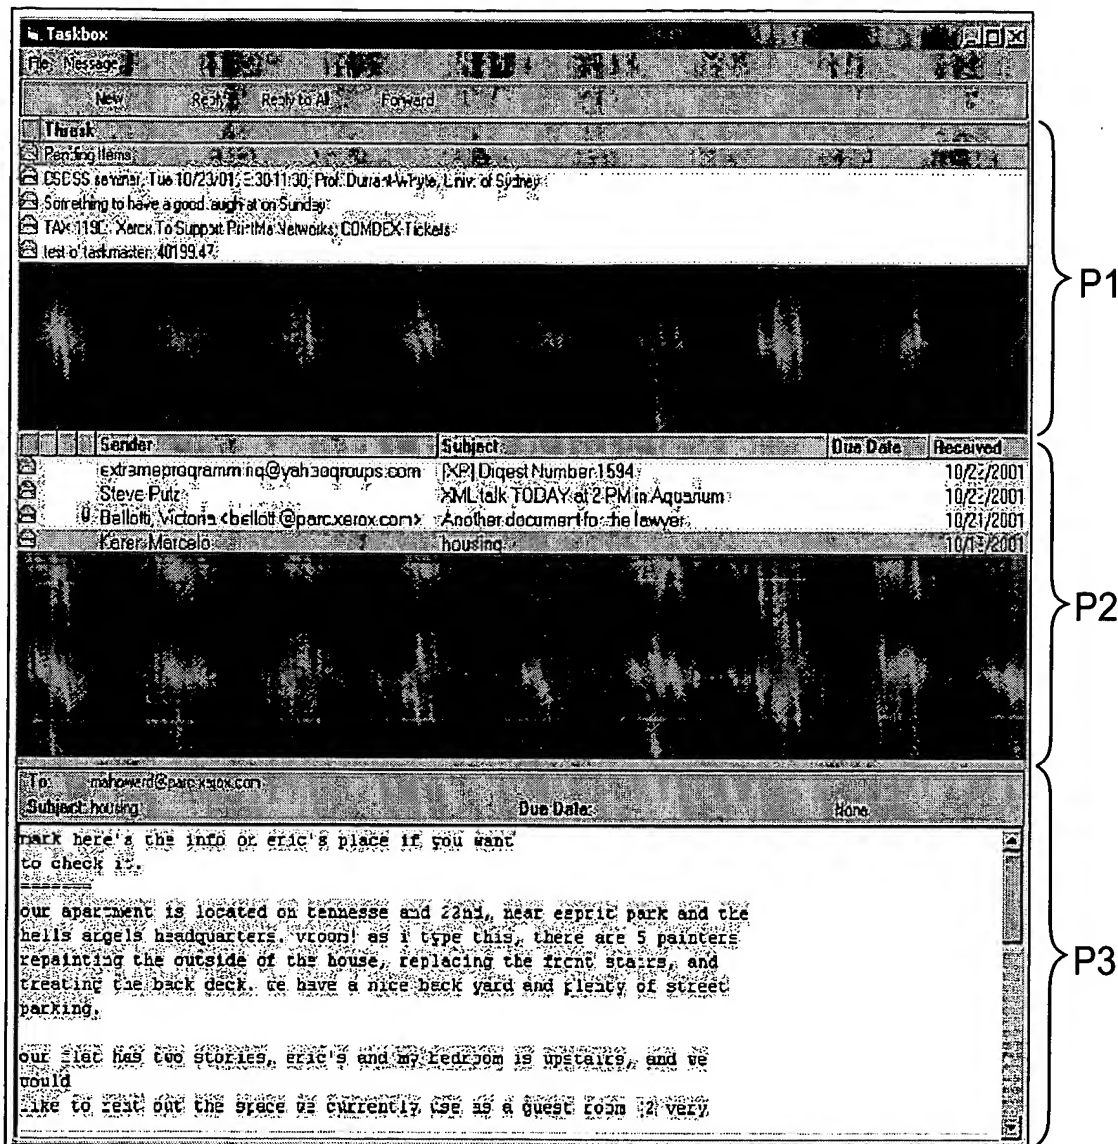 Taskbox
File Message
New Reply Reply to All Forward
Thrask
Pending Items
CSCSS seminar, Tue 10/23/01, 9:30-11:30, Prof. Durrant-Whyte, Univ. of Sydney
Something to have a good laugh at on Sunday
TAX 119C: Xerox To Support PrintMe Networks; COMDEX Tickets
test of taskmaster: 40199.47
P1
Sender Subject Due Date Received
extremeprogramming@yahoogroups.com [XP] Digest Number 1594 10/22/2001
Steve Putz XML talk TODAY at 2 PM in Aquarium 10/22/2001
Bellotti, Victoria <bellotti@parc.xerox.com> Another document for the lawyer 10/21/2001
Karer Marcelo housing
P2
To: mahoward@parc.xerox.com
Subject: housing Due Date: None
mark here's the info on eric's place if you want
to check it.
-------
our apartment is located on tennesse and 22nd, near esprit park and the
hells angels headquarters. vroom! as i type this, there are 5 painters
repainting the outside of the house, replacing the front stairs, and
treating the back deck. we have a nice back yard and plenty of street
parking.
P3
our flat has two stories, eric's and my bedroom is upstairs, and we
would
like to rent out the space we currently use as a guest room (2 very